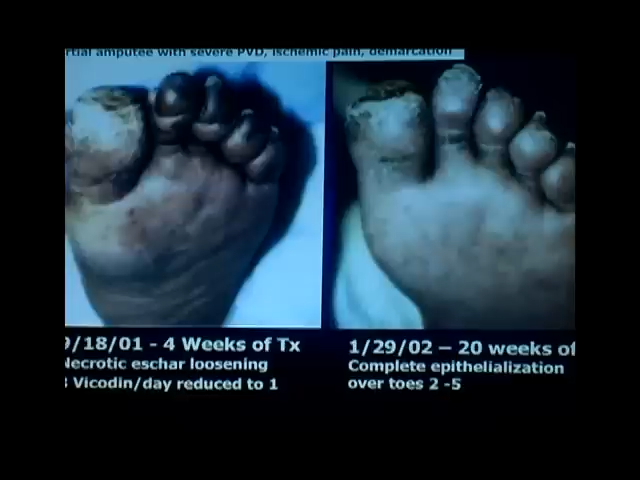 rtial amputee with severe PVD, ischemic pain, demarcation
9/18/01 - 4 Weeks of Tx
1/29/02 – 20 weeks of
Necrotic eschar loosening
Complete epithelialization
Vicodin/day reduced to 1
over toes 2 -5